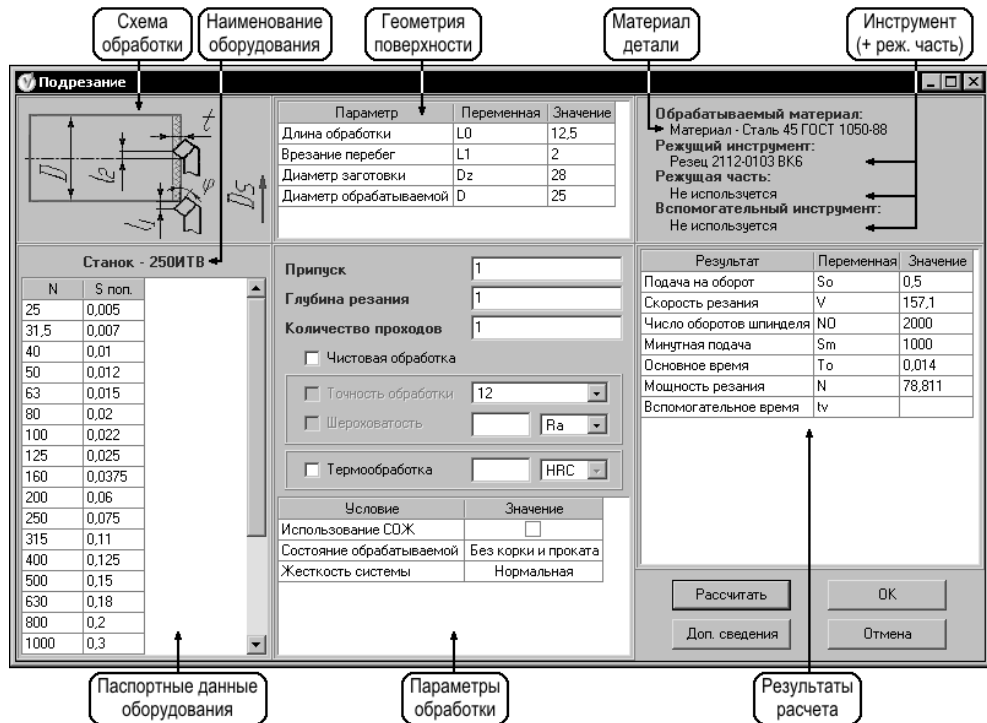 Схема
обработки
Наименование
оборудования
Геометрия
поверхности
Материал
детали
Инструмент
(+ реж. часть)
Подрезание
D
l2
t
φ
l1
DS
Параметр Переменная Значение
Длина обработки L0 12,5
Врезание перебег L1 2
Диаметр заготовки Dz 28
Диаметр обрабатываемой D 25
Обрабатываемый материал:
Материал - Сталь 45 ГОСТ 1050-88
Режущий инструмент:
Резец 2112-0103 ВК6
Режущая часть:
Не используется
Вспомогательный инструмент:
Не используется
Станок - 250ИТВ
N S поп.
25 0,005
31,5 0,007
40 0,01
50 0,012
63 0,015
80 0,02
100 0,022
125 0,025
160 0,0375
200 0,06
250 0,075
315 0,11
400 0,125
500 0,15
630 0,18
800 0,2
1000 0,3
Припуск 1
Глубина резания 1
Количество проходов 1
Чистовая обработка
Точность обработки 12
Шероховатость Ra
Термообработка HRC
Условие Значение
Использование СОЖ
Состояние обрабатываемой Без корки и проката
Жесткость системы Нормальная
Результат Переменная Значение
Подача на оборот So 0,5
Скорость резания V 157,1
Число оборотов шпинделя NO 2000
Минутная подача Sm 1000
Основное время To 0,014
Мощность резания N 78,811
Вспомогательное время tv
Рассчитать OK
Доп. сведения Отмена
Паспортные данные
оборудования
Параметры
обработки
Результаты
расчета